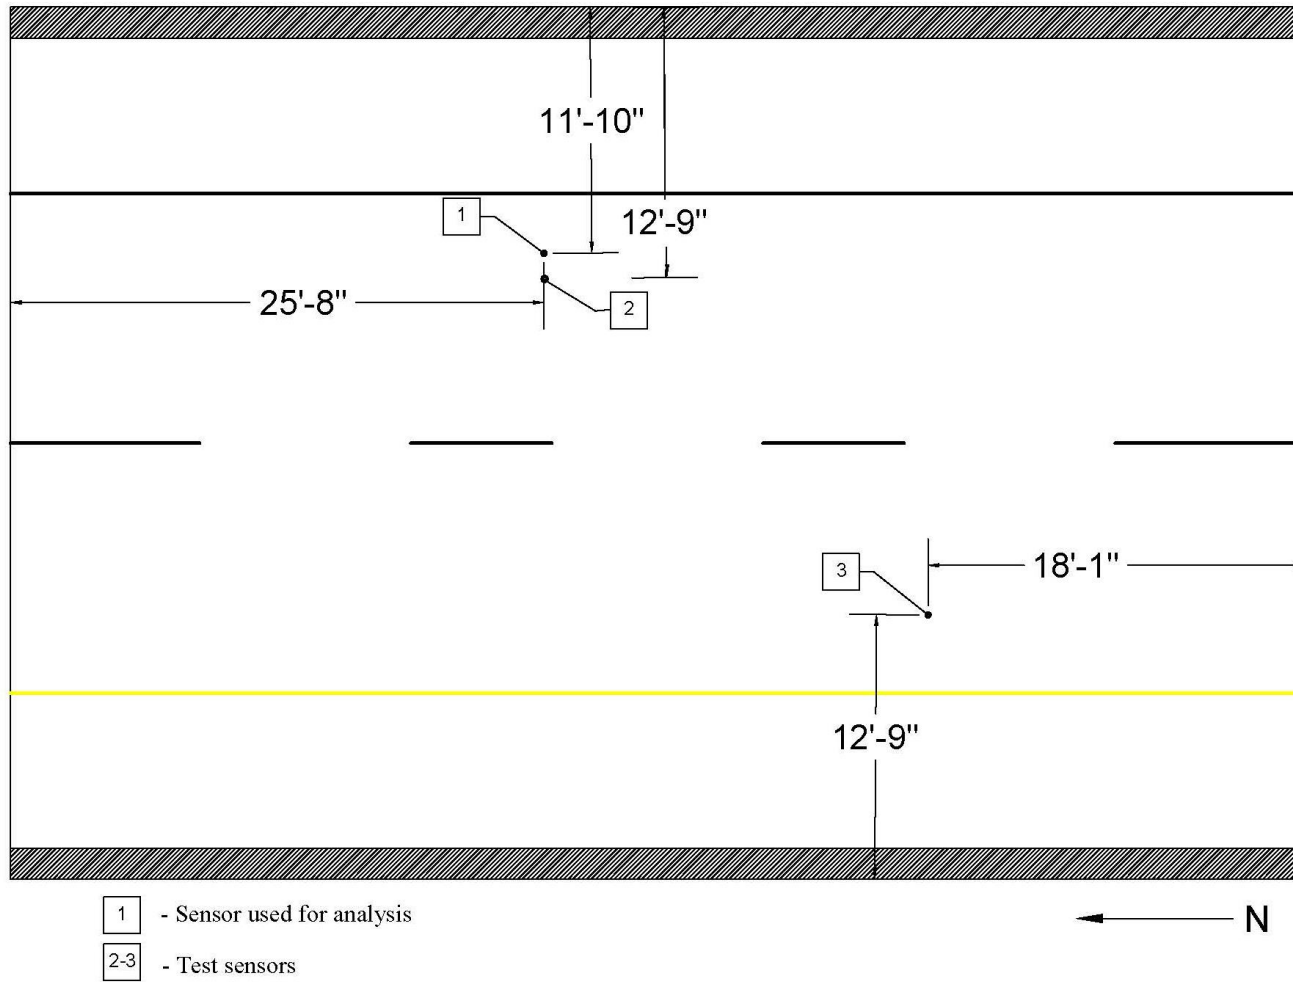 11'-10"
12'-9"
1
25'-8"
2
3
18'-1"
12'-9"
1 - Sensor used for analysis
N
2-3 - Test sensors